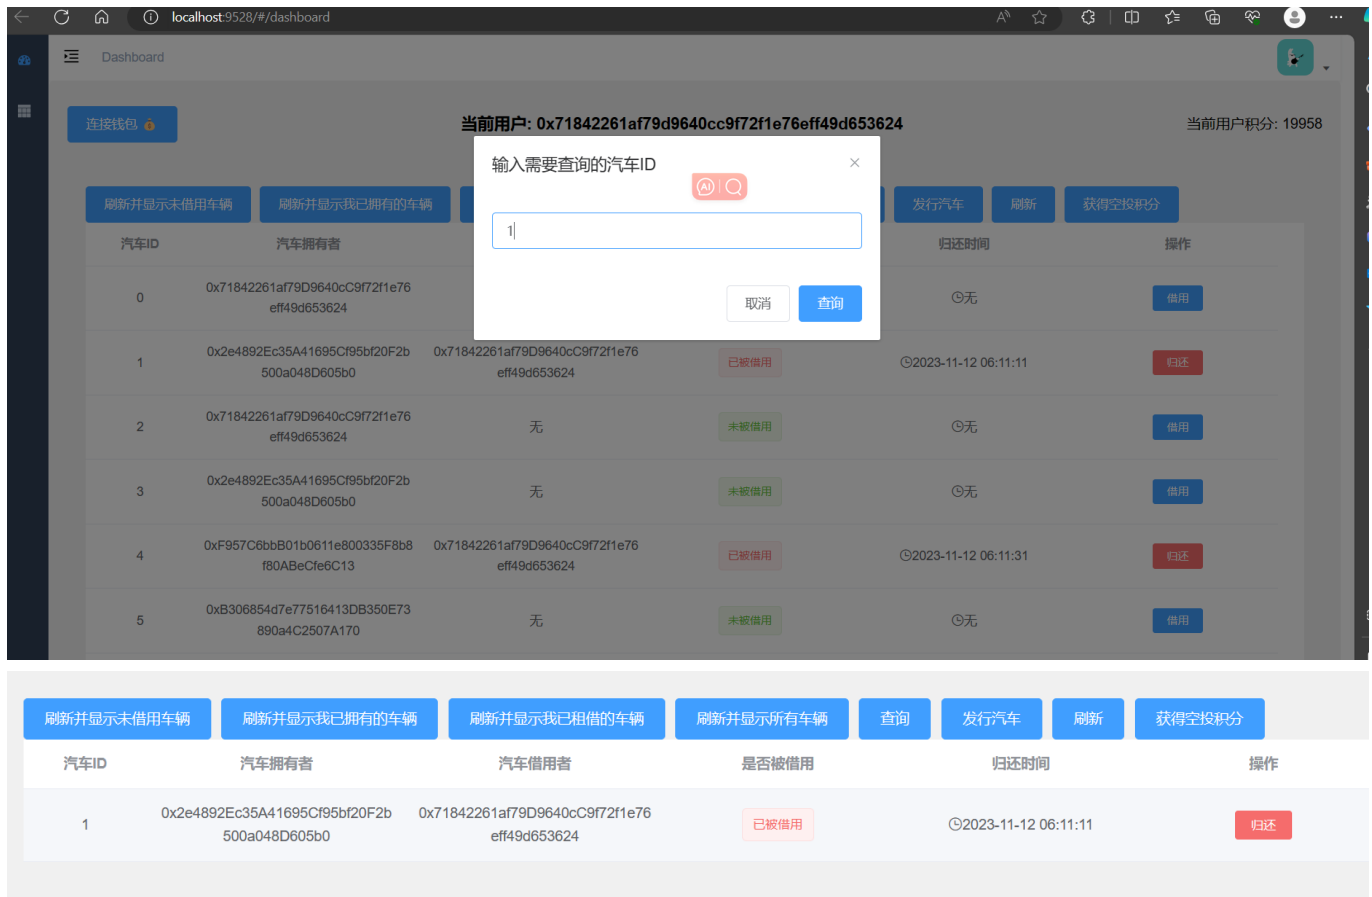 localhost:9528/#/dashboard
Dashboard
连接钱包
当前用户: 0x71842261af79d9640cc9f72f1e76eff49d653624
当前用户积分: 19958
输入需要查询的汽车ID
AI
1
取消
查询
刷新并显示未借用车辆
刷新并显示我已拥有的车辆
发行汽车
刷新
获得空投积分
汽车ID
汽车拥有者
归还时间
操作
0
0x71842261af79D9640cC9f72f1e76
eff49d653624
无
借用
1
0x2e4892Ec35A41695Cf95bf20F2b
500a048D605b0
0x71842261af79D9640cC9f72f1e76
eff49d653624
已被借用
2023-11-12 06:11:11
归还
2
0x71842261af79D9640cC9f72f1e76
eff49d653624
无
未被借用
无
借用
3
0x2e4892Ec35A41695Cf95bf20F2b
500a048D605b0
无
未被借用
无
借用
4
0xF957C6bbB01b0611e800335F8b8
f80ABeCfe6C13
0x71842261af79D9640cC9f72f1e76
eff49d653624
已被借用
2023-11-12 06:11:31
归还
5
0xB306854d7e77516413DB350E73
890a4C2507A170
无
未被借用
无
借用
刷新并显示未借用车辆
刷新并显示我已拥有的车辆
刷新并显示我已租借的车辆
刷新并显示所有车辆
查询
发行汽车
刷新
获得空投积分
汽车ID
汽车拥有者
汽车借用者
是否被借用
归还时间
操作
1
0x2e4892Ec35A41695Cf95bf20F2b
500a048D605b0
0x71842261af79D9640cC9f72f1e76
eff49d653624
已被借用
2023-11-12 06:11:11
归还